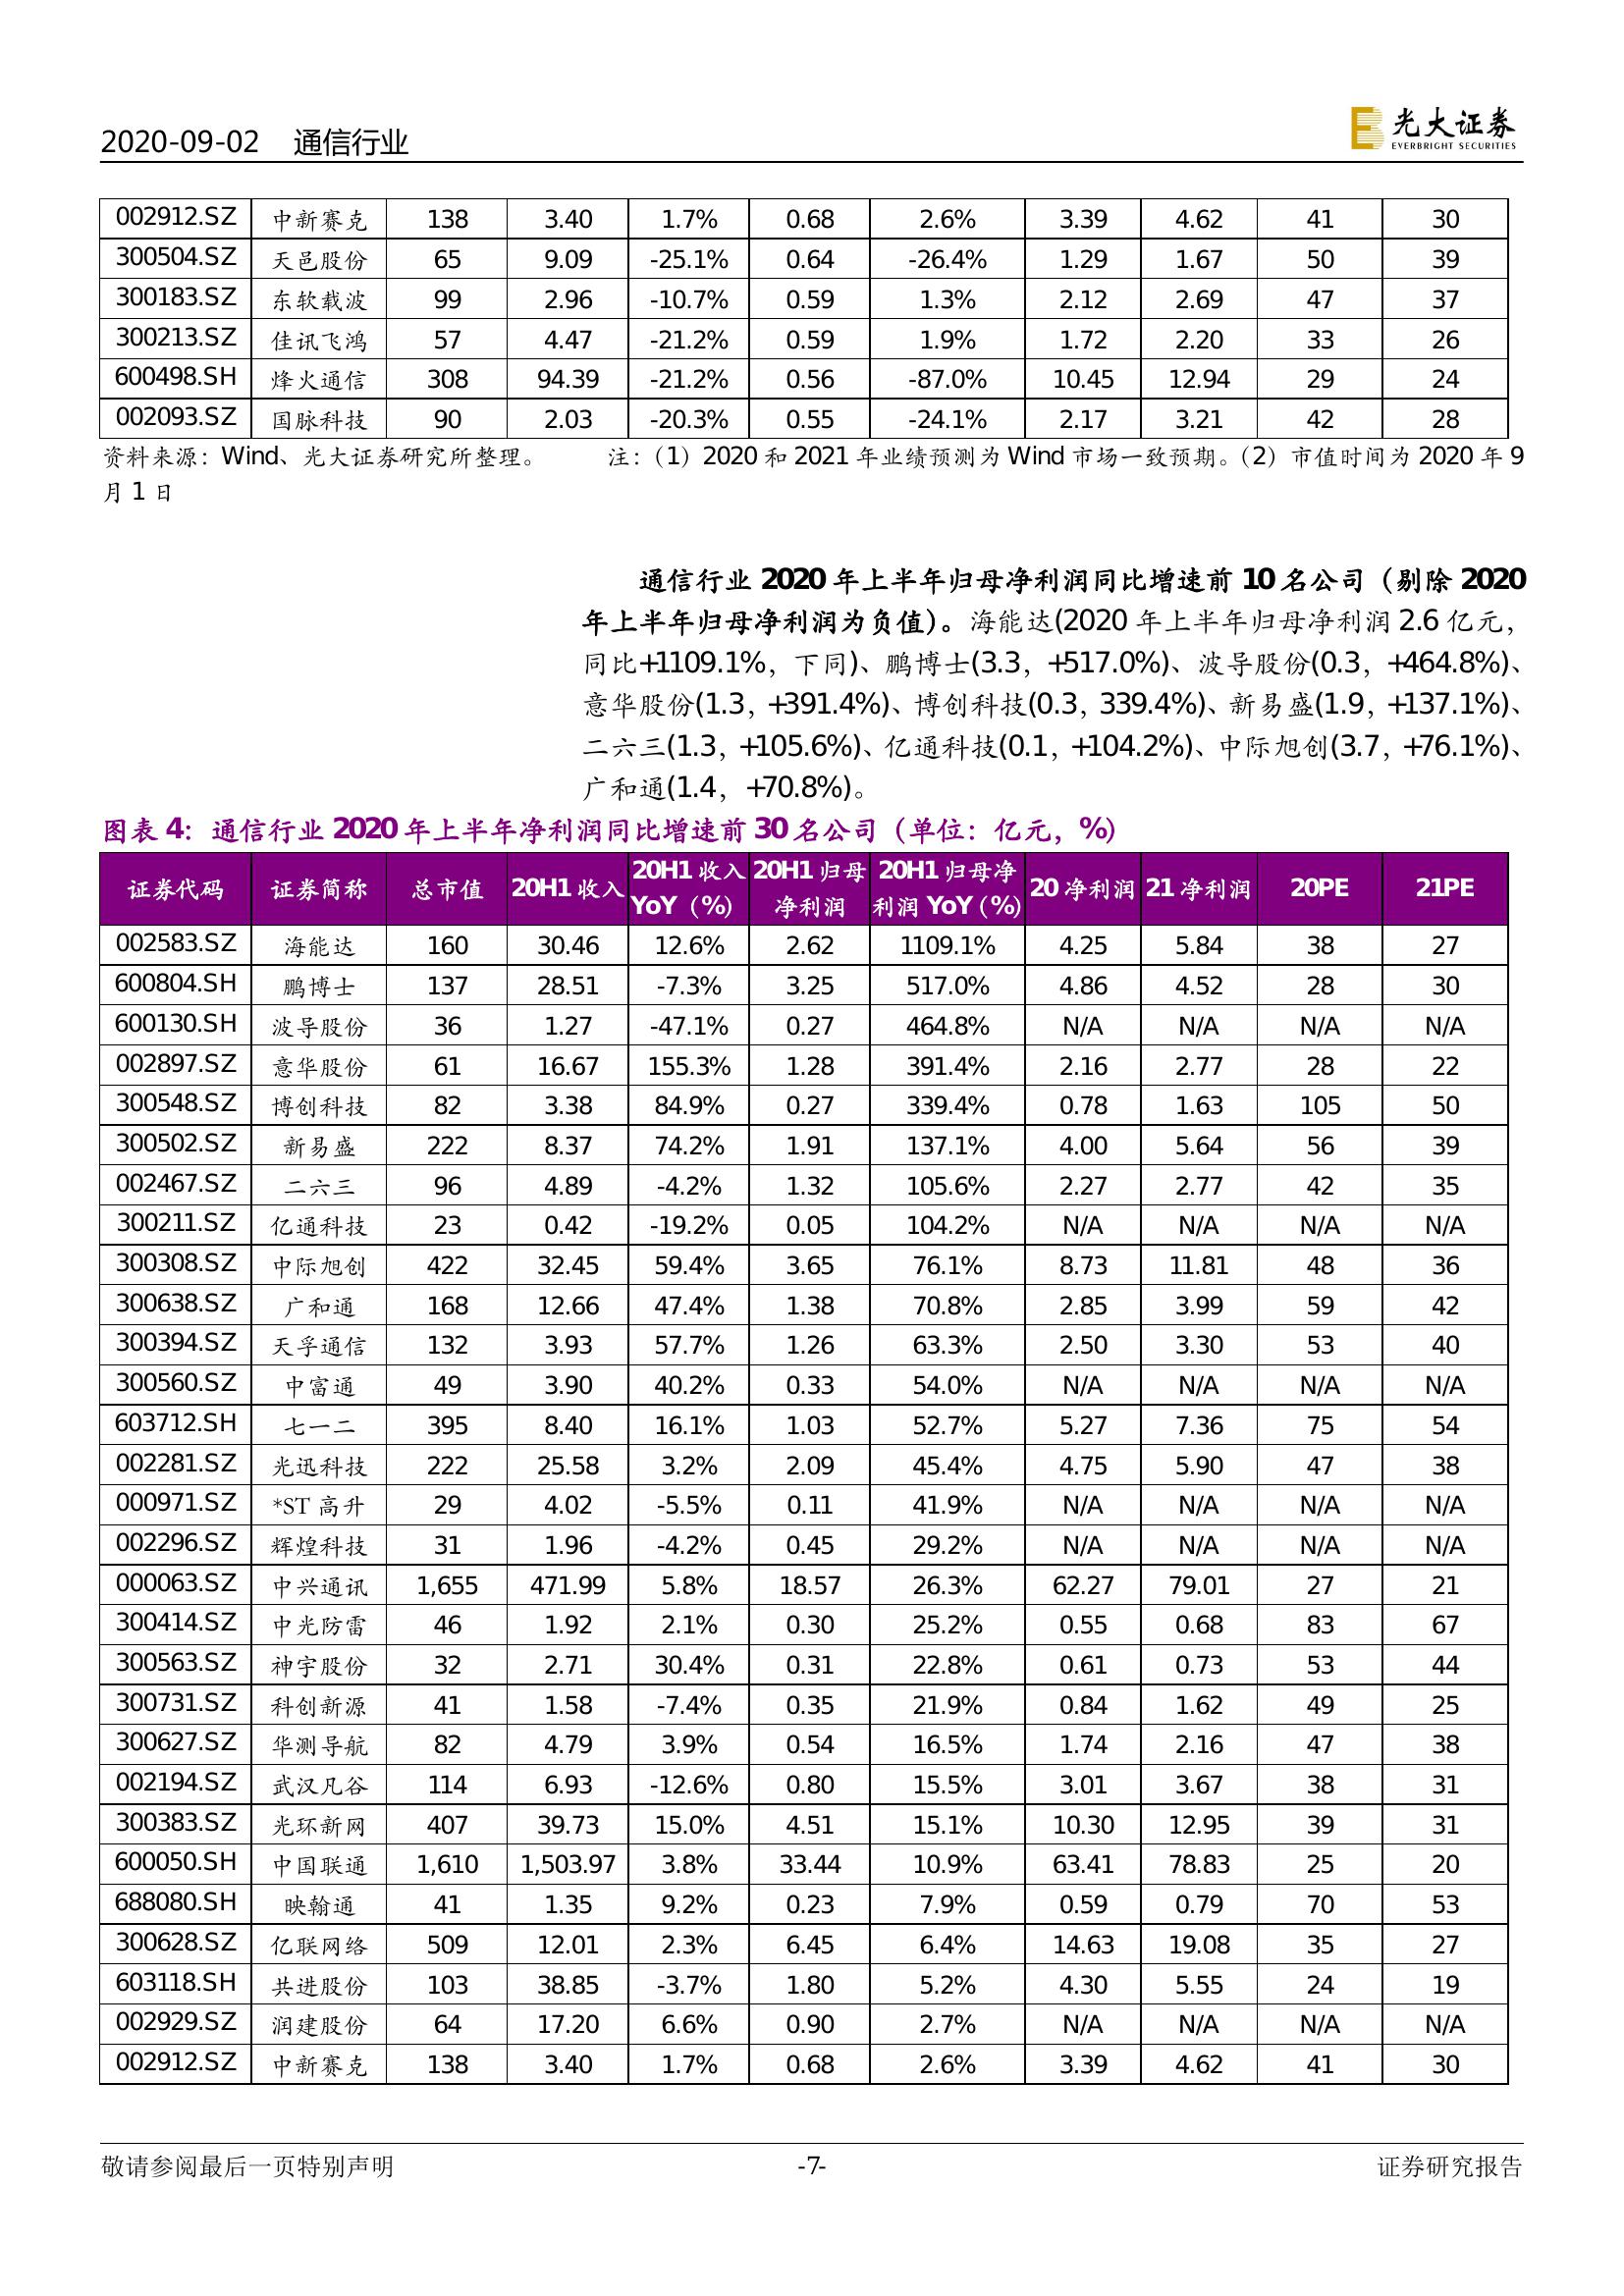 2020-09-02 通信行业
光大证券
EVERBRIGHT SECURITIES
002912.SZ 中新赛克 138 3.40 1.7% 0.68 2.6% 3.39 4.62 41 30
300504.SZ 天邑股份 65 9.09 -25.1% 0.64 -26.4% 1.29 1.67 50 39
300183.SZ 东软载波 99 2.96 -10.7% 0.59 1.3% 2.12 2.69 47 37
300213.SZ 佳讯飞鸿 57 4.47 -21.2% 0.59 1.9% 1.72 2.20 33 26
600498.SH 烽火通信 308 94.39 -21.2% 0.56 -87.0% 10.45 12.94 29 24
002093.SZ 国脉科技 90 2.03 -20.3% 0.55 -24.1% 2.17 3.21 42 28
资料来源：Wind、光大证券研究所整理。 注：（1）2020 和 2021 年业绩预测为 Wind 市场一致预期。（2）市值时间为 2020 年 9
月 1 日
通信行业 2020 年上半年归母净利润同比增速前 10 名公司（剔除 2020
年上半年归母净利润为负值）。海能达(2020 年上半年归母净利润 2.6 亿元，
同比+1109.1%，下同)、鹏博士(3.3，+517.0%)、波导股份(0.3，+464.8%)、
意华股份(1.3，+391.4%)、博创科技(0.3，339.4%)、新易盛(1.9，+137.1%)、
二六三(1.3，+105.6%)、亿通科技(0.1，+104.2%)、中际旭创(3.7，+76.1%)、
广和通(1.4，+70.8%)。
图表 4：通信行业 2020 年上半年净利润同比增速前 30 名公司（单位：亿元，%）
证券代码 证券简称 总市值 20H1 收入 20H1 收入 YoY（%） 20H1 归母净利润 20H1 归母净利润 YoY（%） 20 净利润 21 净利润 20PE 21PE
002583.SZ 海能达 160 30.46 12.6% 2.62 1109.1% 4.25 5.84 38 27
600804.SH 鹏博士 137 28.51 -7.3% 3.25 517.0% 4.86 4.52 28 30
600130.SH 波导股份 36 1.27 -47.1% 0.27 464.8% N/A N/A N/A N/A
002897.SZ 意华股份 61 16.67 155.3% 1.28 391.4% 2.16 2.77 28 22
300548.SZ 博创科技 82 3.38 84.9% 0.27 339.4% 0.78 1.63 105 50
300502.SZ 新易盛 222 8.37 74.2% 1.91 137.1% 4.00 5.64 56 39
002467.SZ 二六三 96 4.89 -4.2% 1.32 105.6% 2.27 2.77 42 35
300211.SZ 亿通科技 23 0.42 -19.2% 0.05 104.2% N/A N/A N/A N/A
300308.SZ 中际旭创 422 32.45 59.4% 3.65 76.1% 8.73 11.81 48 36
300638.SZ 广和通 168 12.66 47.4% 1.38 70.8% 2.85 3.99 59 42
300394.SZ 天孚通信 132 3.93 57.7% 1.26 63.3% 2.50 3.30 53 40
300560.SZ 中富通 49 3.90 40.2% 0.33 54.0% N/A N/A N/A N/A
603712.SH 七一二 395 8.40 16.1% 1.03 52.7% 5.27 7.36 75 54
002281.SZ 光迅科技 222 25.58 3.2% 2.09 45.4% 4.75 5.90 47 38
000971.SZ *ST 高升 29 4.02 -5.5% 0.11 41.9% N/A N/A N/A N/A
002296.SZ 辉煌科技 31 1.96 -4.2% 0.45 29.2% N/A N/A N/A N/A
000063.SZ 中兴通讯 1,655 471.99 5.8% 18.57 26.3% 62.27 79.01 27 21
300414.SZ 中光防雷 46 1.92 2.1% 0.30 25.2% 0.55 0.68 83 67
300563.SZ 神宇股份 32 2.71 30.4% 0.31 22.8% 0.61 0.73 53 44
300731.SZ 科创新源 41 1.58 -7.4% 0.35 21.9% 0.84 1.62 49 25
300627.SZ 华测导航 82 4.79 3.9% 0.54 16.5% 1.74 2.16 47 38
002194.SZ 武汉凡谷 114 6.93 -12.6% 0.80 15.5% 3.01 3.67 38 31
300383.SZ 光环新网 407 39.73 15.0% 4.51 15.1% 10.30 12.95 39 31
600050.SH 中国联通 1,610 1,503.97 3.8% 33.44 10.9% 63.41 78.83 25 20
688080.SH 映翰通 41 1.35 9.2% 0.23 7.9% 0.59 0.79 70 53
300628.SZ 亿联网络 509 12.01 2.3% 6.45 6.4% 14.63 19.08 35 27
603118.SH 共进股份 103 38.85 -3.7% 1.80 5.2% 4.30 5.55 24 19
002929.SZ 润建股份 64 17.20 6.6% 0.90 2.7% N/A N/A N/A N/A
002912.SZ 中新赛克 138 3.40 1.7% 0.68 2.6% 3.39 4.62 41 30
敬请参阅最后一页特别声明 -7- 证券研究报告